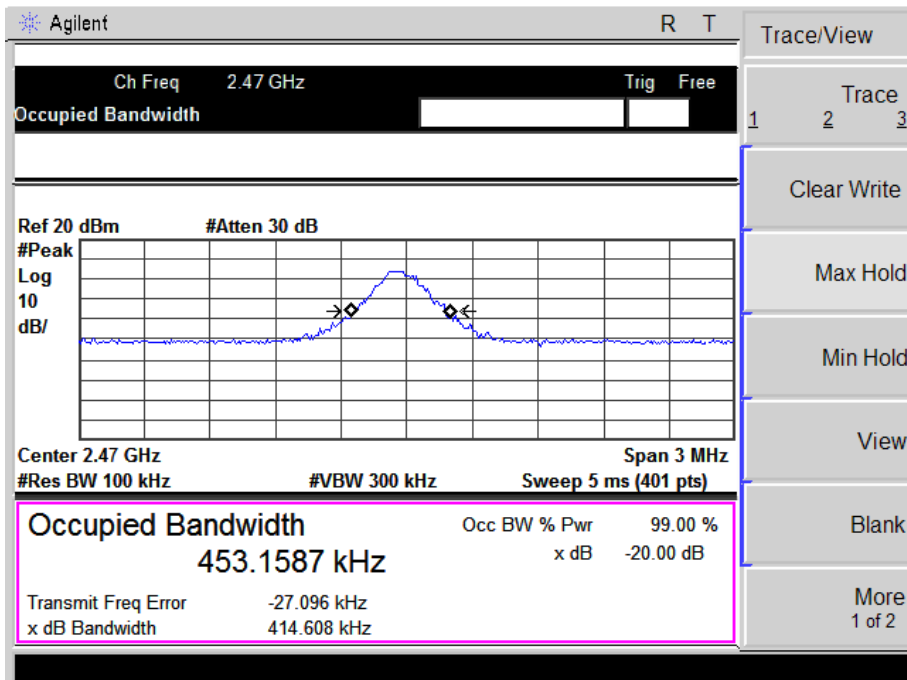 Agilent R T
Ch Freq 2.47 GHz Trig Free
Occupied Bandwidth
Ref 20 dBm #Atten 30 dB
#Peak
Log
10
dB/
Center 2.47 GHz Span 3 MHz
#Res BW 100 kHz #VBW 300 kHz Sweep 5 ms (401 pts)
Occupied Bandwidth Occ BW % Pwr 99.00 %
453.1587 kHz x dB -20.00 dB
Transmit Freq Error -27.096 kHz
x dB Bandwidth 414.608 kHz
Trace/View
Trace
1 2 3
Clear Write
Max Hold
Min Hold
View
Blank
More
1 of 2